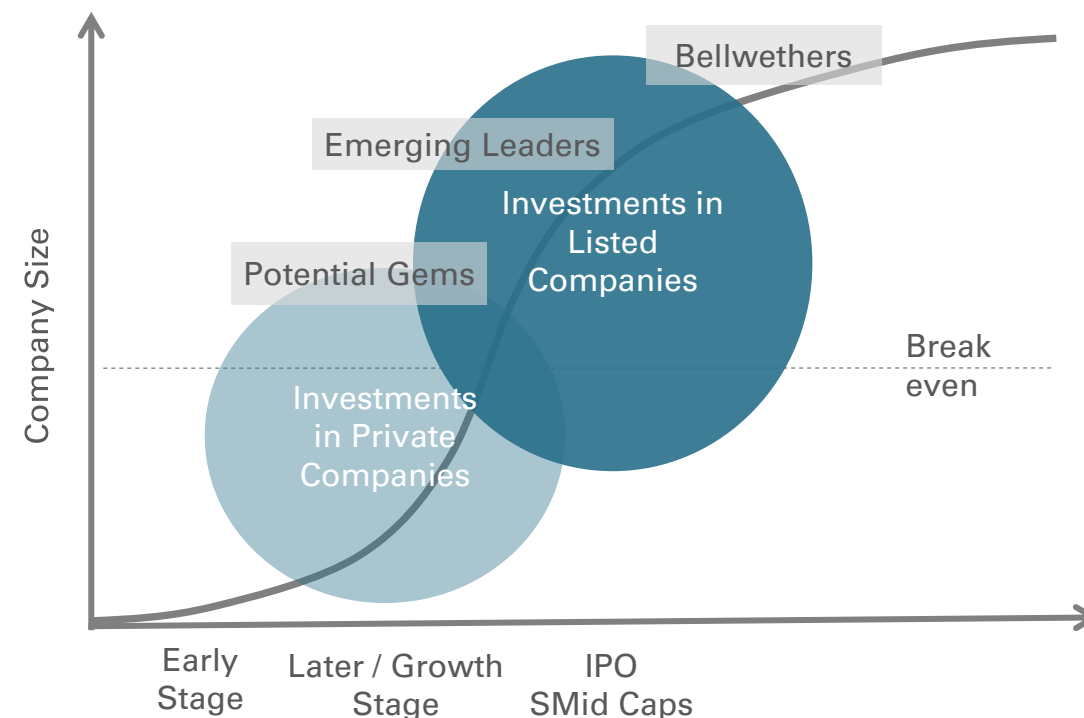 Bellwethers
Emerging Leaders
Investments in
Listed
Companies
Potential Gems
Company Size
Break
even
Investments
in Private
Companies
Early
Stage
Later / Growth
Stage
IPO
SMid Caps